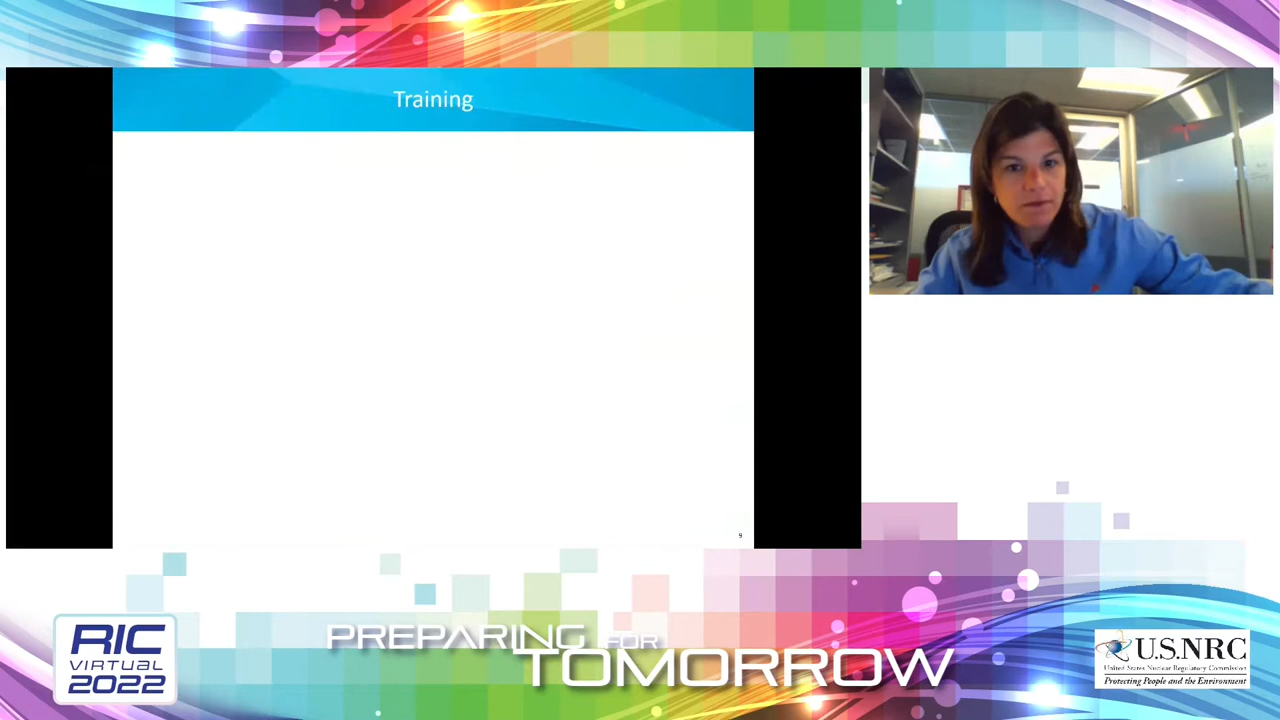 Training
9
RIC
VIRTUAL
2022
PREPARING FOR
TOMORROW
U.S.NRC
United States Nuclear Regulatory Commission
Protecting People and the Environment